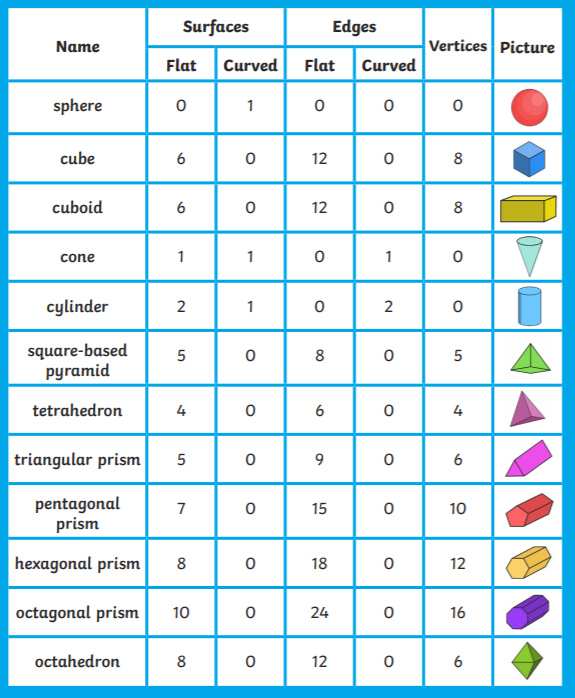 Name Surfaces Edges Vertices Picture
Flat Curved Flat Curved
sphere 0 1 0 0 0
cube 6 0 12 0 8
cuboid 6 0 12 0 8
cone 1 1 0 1 0
cylinder 2 1 0 2 0
square-based
pyramid 5 0 8 0 5
tetrahedron 4 0 6 0 4
triangular prism 5 0 9 0 6
pentagonal
prism 7 0 15 0 10
hexagonal prism 8 0 18 0 12
octagonal prism 10 0 24 0 16
octahedron 8 0 12 0 6